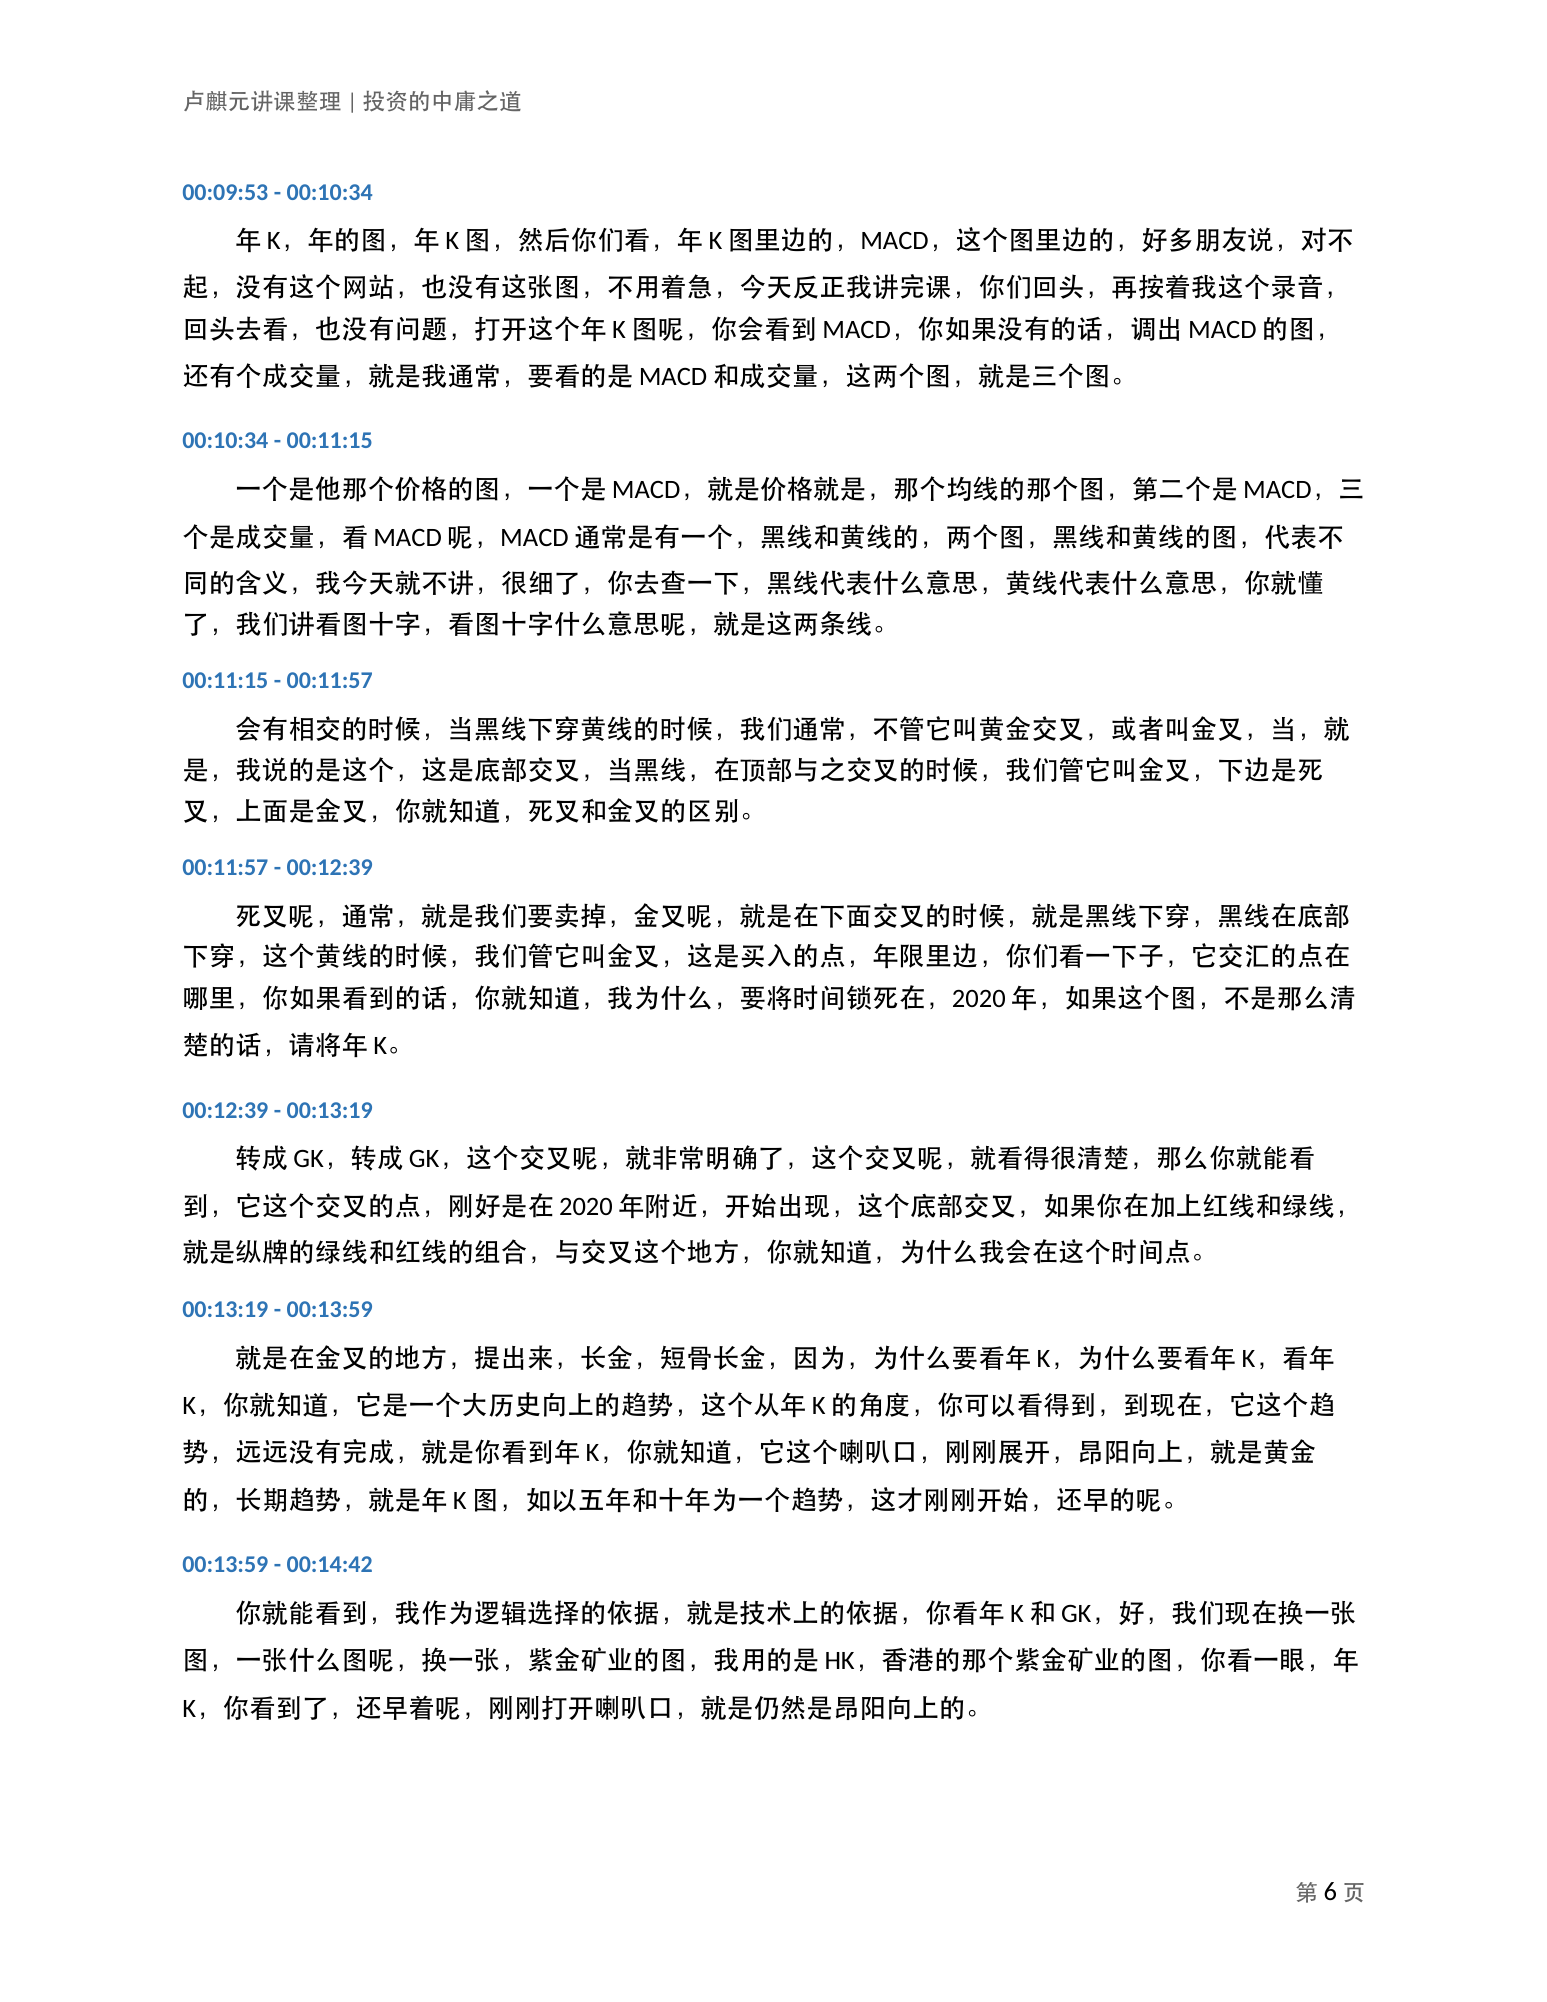 卢麒元讲课整理 | 投资的中庸之道
00:09:53 - 00:10:34
年 K，年的图，年 K 图，然后你们看，年 K 图里边的，MACD，这个图里边的，好多朋友说，对不
起，没有这个网站，也没有这张图，不用着急，今天反正我讲完课，你们回头，再按着我这个录音，
回头去看，也没有问题，打开这个年 K 图呢，你会看到 MACD，你如果没有的话，调出 MACD 的图，
还有个成交量，就是我通常，要看的是 MACD 和成交量，这两个图，就是三个图。
00:10:34 - 00:11:15
一个是他那个价格的图，一个是 MACD，就是价格就是，那个均线的那个图，第二个是 MACD，三
个是成交量，看 MACD 呢，MACD 通常是有一个，黑线和黄线的，两个图，黑线和黄线的图，代表不
同的含义，我今天就不讲，很细了，你去查一下，黑线代表什么意思，黄线代表什么意思，你就懂
了，我们讲看图十字，看图十字什么意思呢，就是这两条线。
00:11:15 - 00:11:57
会有相交的时候，当黑线下穿黄线的时候，我们通常，不管它叫黄金交叉，或者叫金叉，当，就
是，我说的是这个，这是底部交叉，当黑线，在顶部与之交叉的时候，我们管它叫金叉，下边是死
叉，上面是金叉，你就知道，死叉和金叉的区别。
00:11:57 - 00:12:39
死叉呢，通常，就是我们要卖掉，金叉呢，就是在下面交叉的时候，就是黑线下穿，黑线在底部
下穿，这个黄线的时候，我们管它叫金叉，这是买入的点，年限里边，你们看一下子，它交汇的点在
哪里，你如果看到的话，你就知道，我为什么，要将时间锁死在，2020 年，如果这个图，不是那么清
楚的话，请将年 K。
00:12:39 - 00:13:19
转成 GK，转成 GK，这个交叉呢，就非常明确了，这个交叉呢，就看得很清楚，那么你就能看
到，它这个交叉的点，刚好是在 2020 年附近，开始出现，这个底部交叉，如果你在加上红线和绿线，
就是纵牌的绿线和红线的组合，与交叉这个地方，你就知道，为什么我会在这个时间点。
00:13:19 - 00:13:59
就是在金叉的地方，提出来，长金，短骨长金，因为，为什么要看年 K，为什么要看年 K，看年
K，你就知道，它是一个大历史向上的趋势，这个从年 K 的角度，你可以看得到，到现在，它这个趋
势，远远没有完成，就是你看到年 K，你就知道，它这个喇叭口，刚刚展开，昂阳向上，就是黄金
的，长期趋势，就是年 K 图，如以五年和十年为一个趋势，这才刚刚开始，还早的呢。
00:13:59 - 00:14:42
你就能看到，我作为逻辑选择的依据，就是技术上的依据，你看年 K 和 GK，好，我们现在换一张
图，一张什么图呢，换一张，紫金矿业的图，我用的是 HK，香港的那个紫金矿业的图，你看一眼，年
K，你看到了，还早着呢，刚刚打开喇叭口，就是仍然是昂阳向上的。
第 6 页